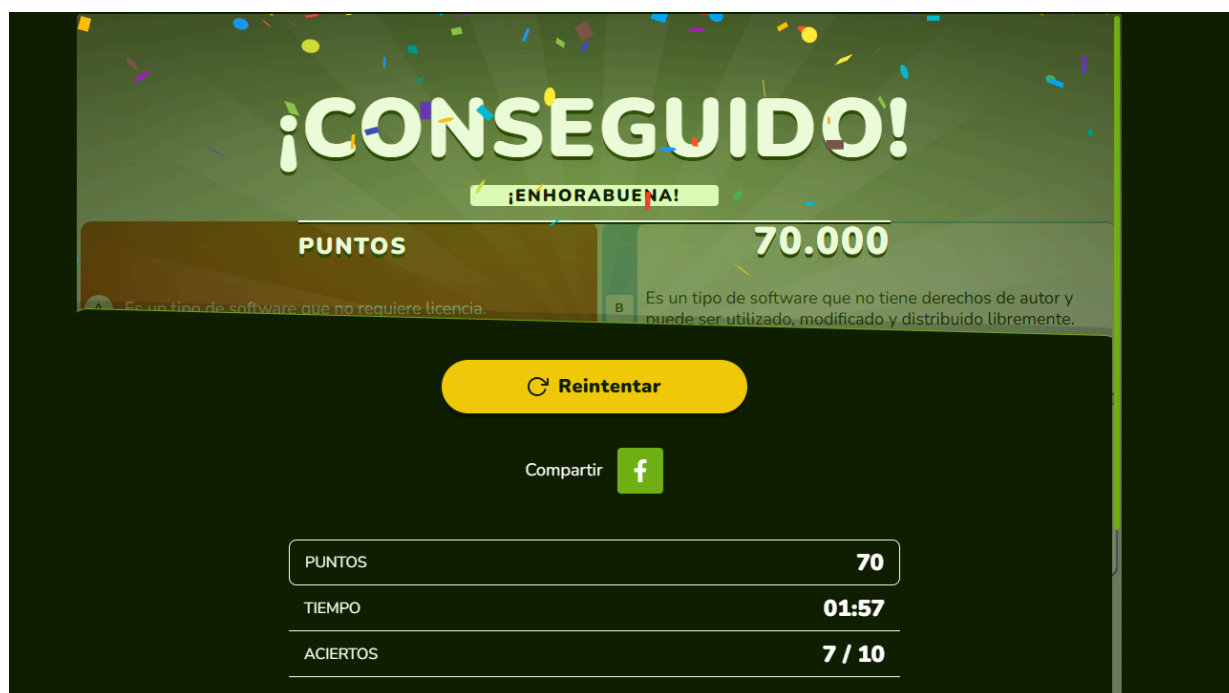 ¡CONSEGUIDO!
¡ENHORABUENA!
PUNTOS 70.000
A Es un tipo de software que no requiere licencia.
B Es un tipo de software que no tiene derechos de autor y
puede ser utilizado, modificado y distribuido libremente.
Reintentar
Compartir f
PUNTOS 70
TIEMPO 01:57
ACIERTOS 7 / 10